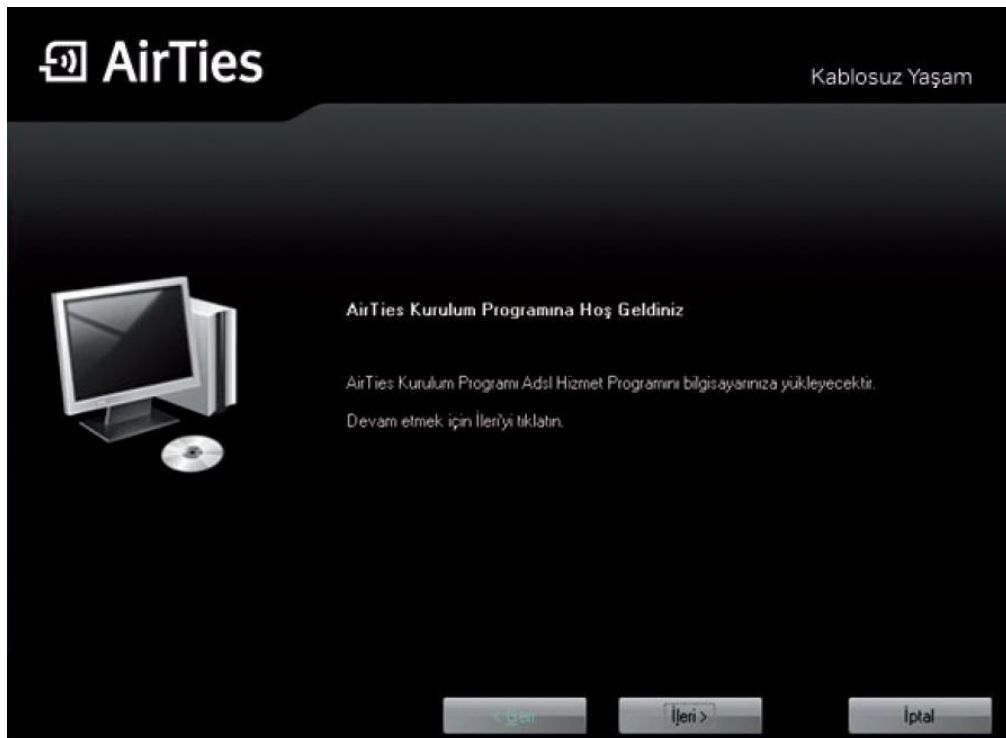 AirTies
Kablosuz Yaşam
AirTies Kurulum Programına Hoş Geldiniz
AirTies Kurulum Programı Adsl Hizmet Programını bilgisayarınıza yükleyecektir.
Devam etmek için İleri'yi tıklatın.
< Geri
İleri >
İptal